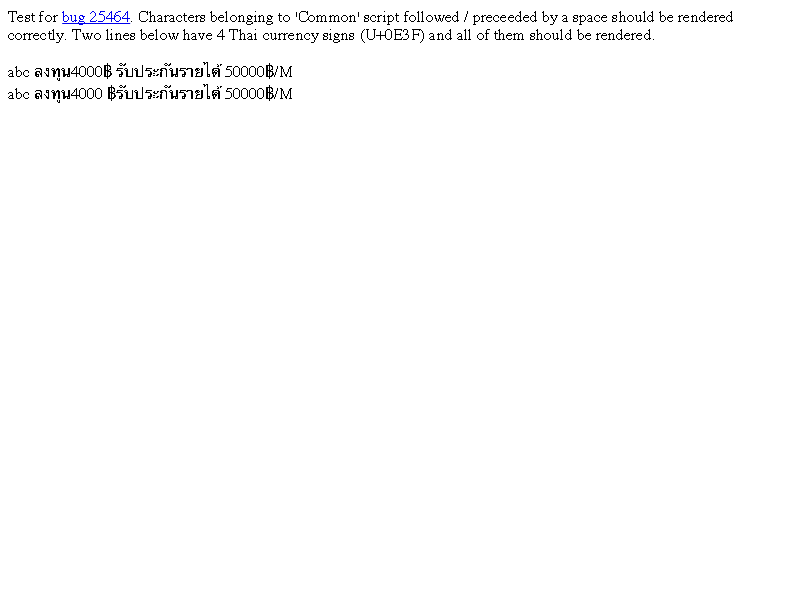 Test for bug 25464. Characters belonging to 'Common' script followed / preceeded by a space should be rendered
correctly. Two lines below have 4 Thai currency signs (U+0E3F) and all of them should be rendered.
abc ลงทุน4000฿ รับประกันรายได้ 50000฿/M
abc ลงทุน4000 ฿รับประกันรายได้ 50000฿/M